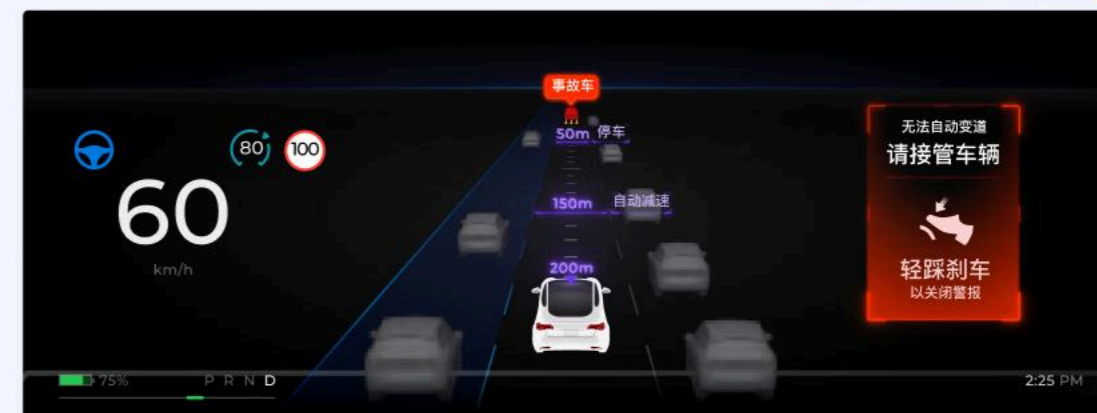 事故车
50m 停车
80
100
60
km/h
150m 自动减速
200m
无法自动变道
请接管车辆
轻踩刹车
以关闭警报
75%
P R N D
2:25 PM